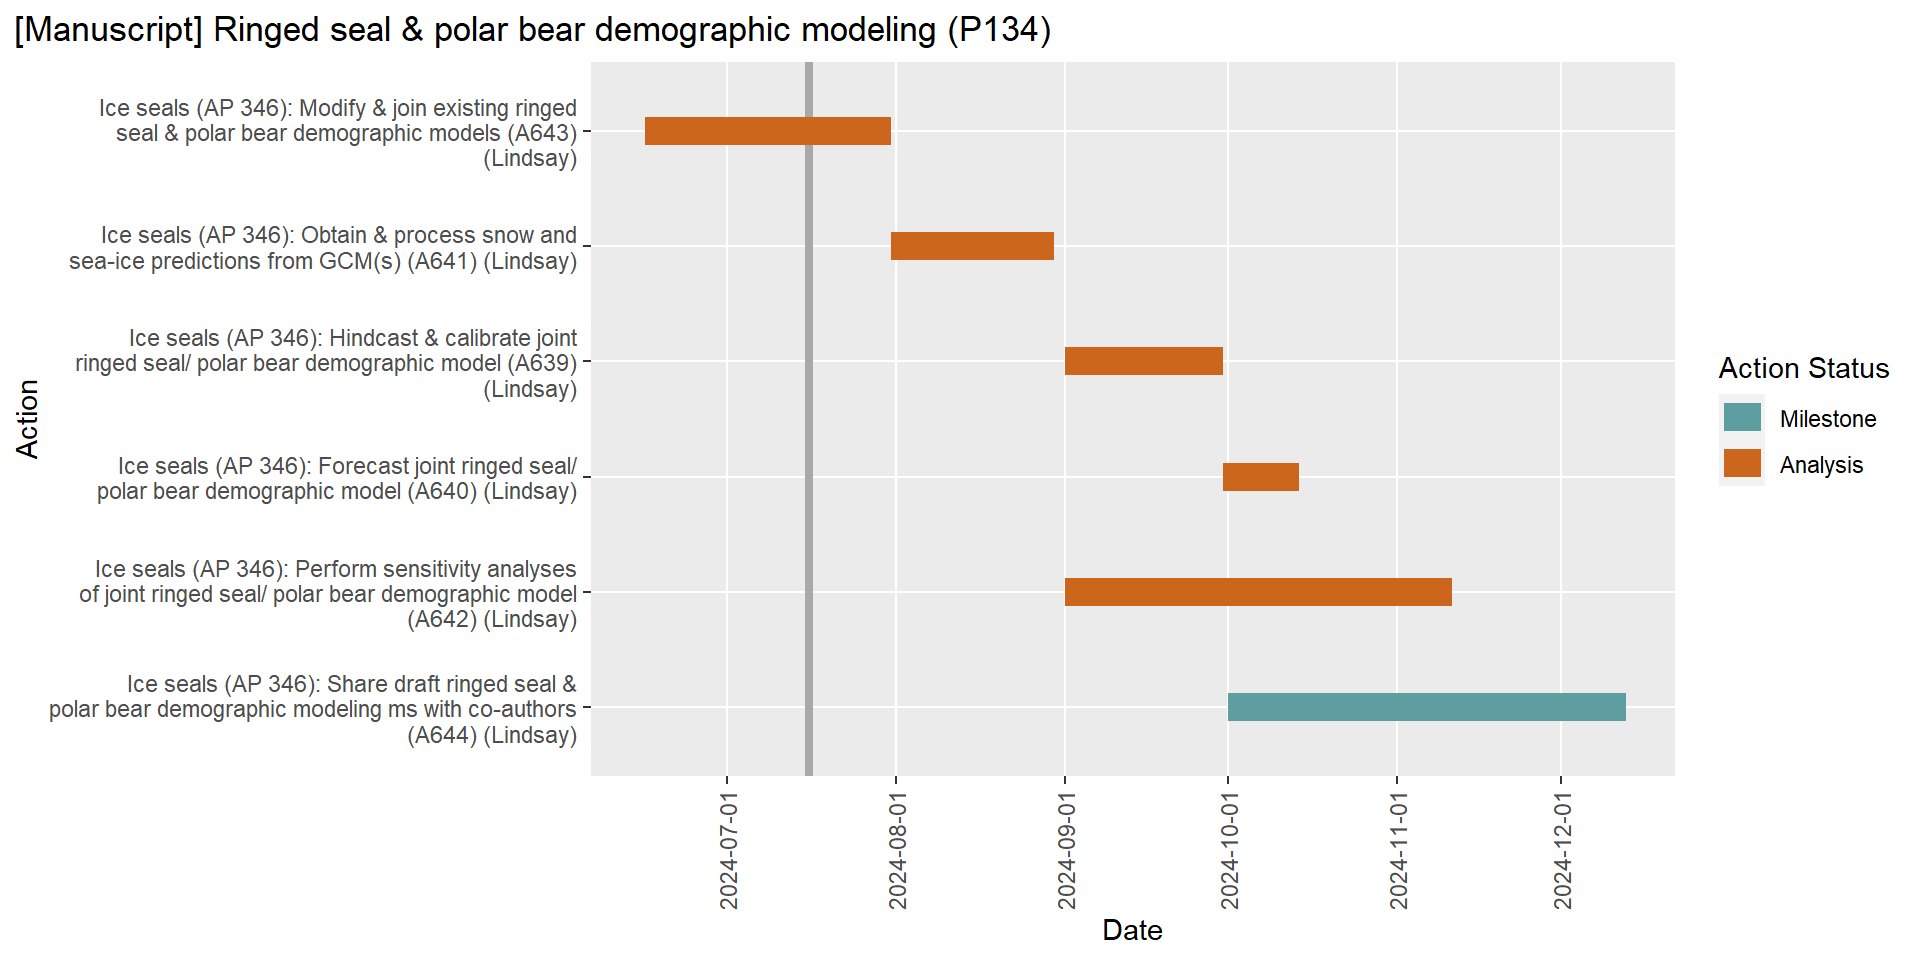 [Manuscript] Ringed seal & polar bear demographic modeling (P134)
Ice seals (AP 346): Modify & join existing ringed
seal & polar bear demographic models (A643)
(Lindsay)
Ice seals (AP 346): Obtain & process snow and
sea-ice predictions from GCM(s) (A641) (Lindsay)
Ice seals (AP 346): Hindcast & calibrate joint
ringed seal/ polar bear demographic model (A639)
(Lindsay)
Ice seals (AP 346): Forecast joint ringed seal/
polar bear demographic model (A640) (Lindsay)
Ice seals (AP 346): Perform sensitivity analyses
of joint ringed seal/ polar bear demographic model
(A642) (Lindsay)
Ice seals (AP 346): Share draft ringed seal &
polar bear demographic modeling ms with co-authors
(A644) (Lindsay)
Action
2024-07-01
2024-08-01
2024-09-01
2024-10-01
2024-11-01
2024-12-01
Date
Action Status
Milestone
Analysis